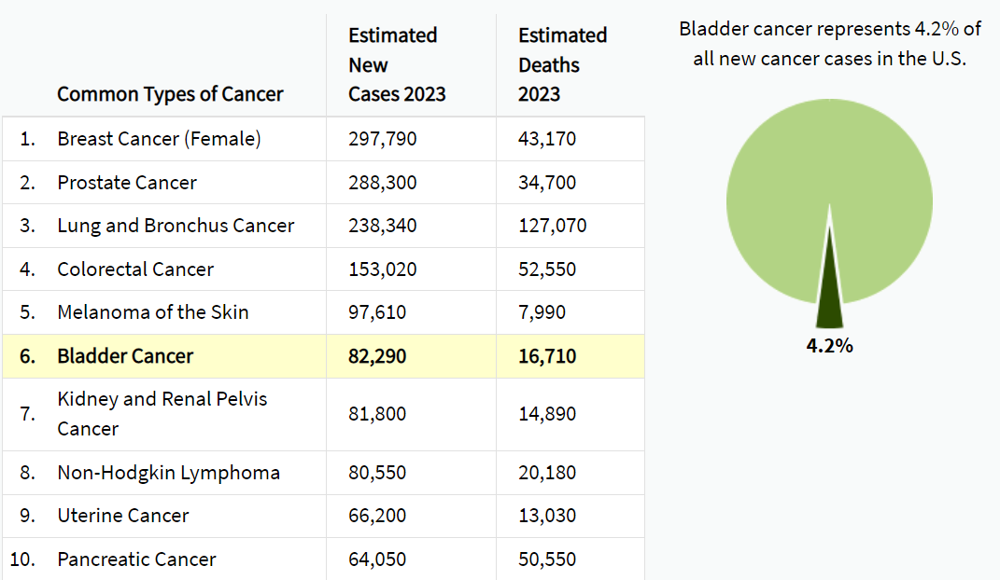 Common Types of Cancer
Estimated
New
Cases 2023
Estimated
Deaths
2023
1. Breast Cancer (Female) 297,790 43,170
2. Prostate Cancer 288,300 34,700
3. Lung and Bronchus Cancer 238,340 127,070
4. Colorectal Cancer 153,020 52,550
5. Melanoma of the Skin 97,610 7,990
6. Bladder Cancer 82,290 16,710
7. Kidney and Renal Pelvis
Cancer 81,800 14,890
8. Non-Hodgkin Lymphoma 80,550 20,180
9. Uterine Cancer 66,200 13,030
10. Pancreatic Cancer 64,050 50,550
Bladder cancer represents 4.2% of
all new cancer cases in the U.S.
4.2%